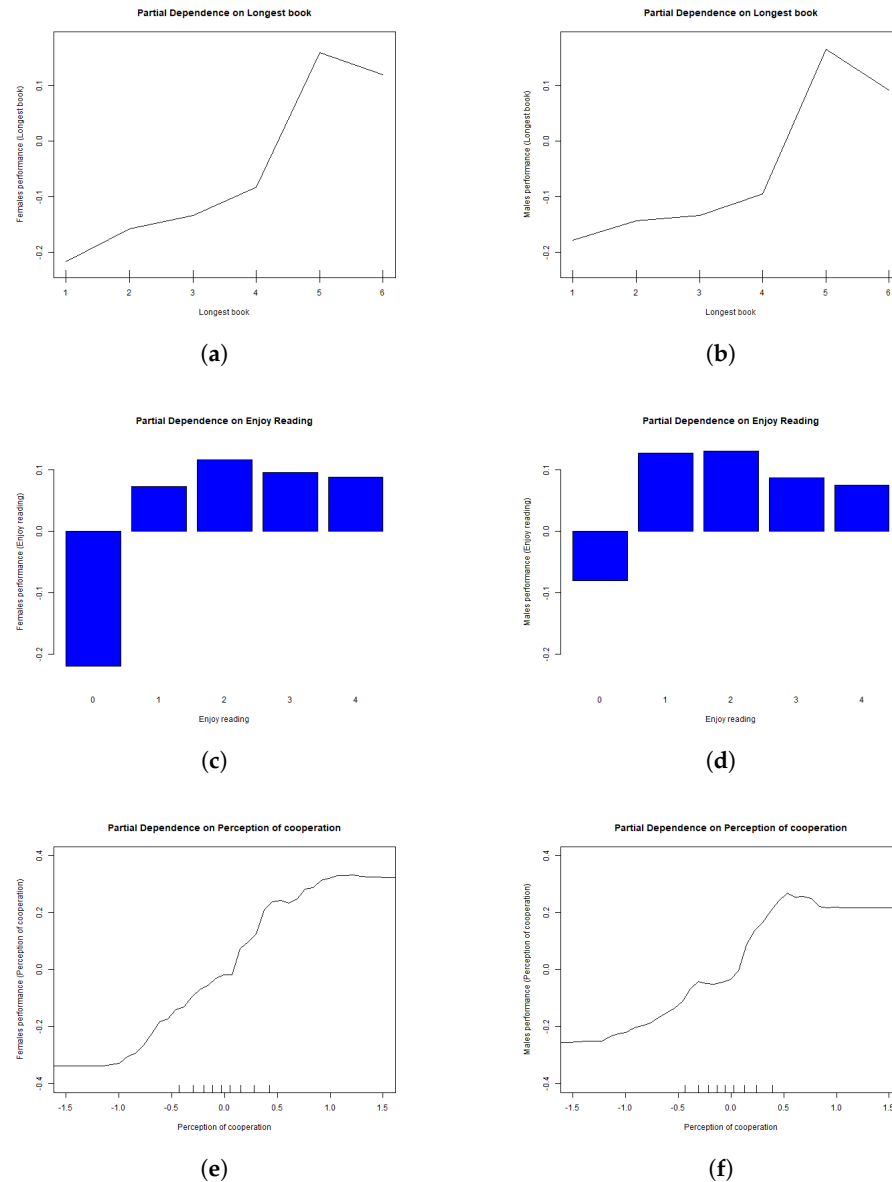 Partial Dependence on Longest book
Females performance (Longest book)
0.1
0.0
-0.1
-0.2
1 2 3 4 5 6
Longest book
(a)
Partial Dependence on Longest book
Males performance (Longest book)
0.1
0.0
-0.1
-0.2
1 2 3 4 5 6
Longest book
(b)
Partial Dependence on Enjoy Reading
Females performance (Enjoy reading)
0.1
0.0
-0.1
-0.2
0 1 2 3 4
Enjoy reading
(c)
Partial Dependence on Enjoy Reading
Males performance (Enjoy reading)
0.1
0.0
-0.1
-0.2
0 1 2 3 4
Enjoy reading
(d)
Partial Dependence on Perception of cooperation
Females performance (Perception of cooperation)
0.4
0.2
0.0
-0.2
-0.4
-1.5 -1.0 -0.5 0.0 0.5 1.0 1.5
Perception of cooperation
(e)
Partial Dependence on Perception of cooperation
Males performance (Perception of cooperation)
0.4
0.2
0.0
-0.2
-0.4
-1.5 -1.0 -0.5 0.0 0.5 1.0 1.5
Perception of cooperation
(f)